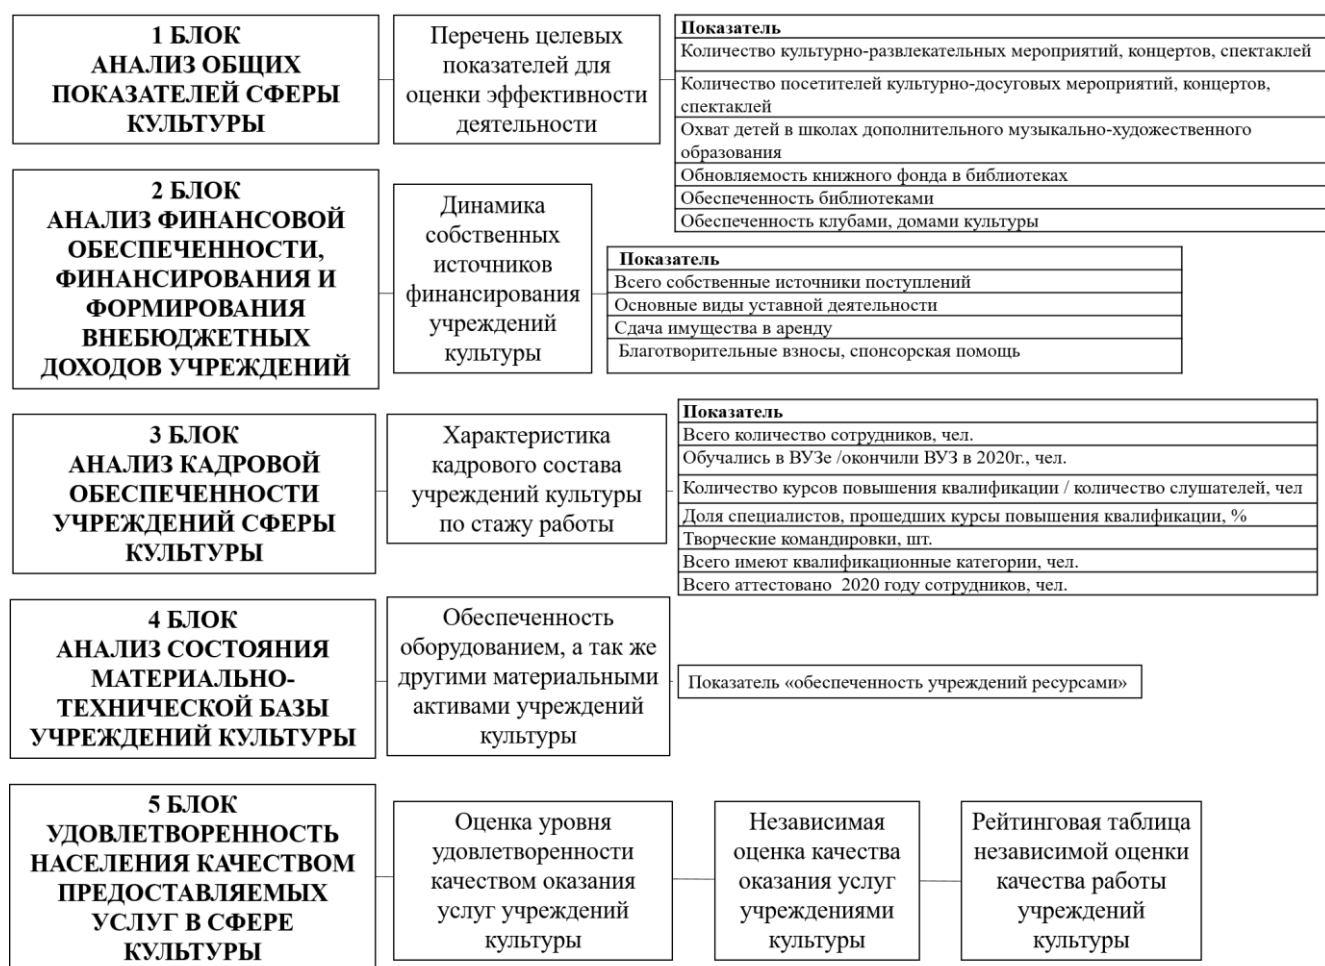 1 БЛОК
АНАЛИЗ ОБЩИХ
ПОКАЗАТЕЛЕЙ СФЕРЫ
КУЛЬТУРЫ
Перечень целевых
показателей для
оценки эффективности
деятельности
Показатель
Количество культурно-развлекательных мероприятий, концертов, спектаклей
Количество посетителей культурно-досуговых мероприятий, концертов,
спектаклей
Охват детей в школах дополнительного музыкально-художественного
образования
Обновляемость книжного фонда в библиотеках
Обеспеченность библиотеками
Обеспеченность клубами, домами культуры
2 БЛОК
АНАЛИЗ ФИНАНСОВОЙ
ОБЕСПЕЧЕННОСТИ,
ФИНАНСИРОВАНИЯ И
ФОРМИРОВАНИЯ
ВНЕБЮДЖЕТНЫХ
ДОХОДОВ УЧРЕЖДЕНИЙ
Динамика
собственных
источников
финансирования
учреждений
культуры
Показатель
Всего собственные источники поступлений
Основные виды уставной деятельности
Сдача имущества в аренду
Благотворительные взносы, спонсорская помощь
3 БЛОК
АНАЛИЗ КАДРОВОЙ
ОБЕСПЕЧЕННОСТИ
УЧРЕЖДЕНИЙ СФЕРЫ
КУЛЬТУРЫ
Характеристика
кадрового состава
учреждений культуры
по стажу работы
Показатель
Всего количество сотрудников, чел.
Обучались в ВУЗе /окончили ВУЗ в 2020г., чел.
Количество курсов повышения квалификации / количество слушателей, чел
Доля специалистов, прошедших курсы повышения квалификации, %
Творческие командировки, шт.
Всего имеют квалификационные категории, чел.
Всего аттестовано 2020 году сотрудников, чел.
4 БЛОК
АНАЛИЗ СОСТОЯНИЯ
МАТЕРИАЛЬНО-
ТЕХНИЧЕСКОЙ БАЗЫ
УЧРЕЖДЕНИЙ КУЛЬТУРЫ
Обеспеченность
оборудованием, а так же
другими материальными
активами учреждений
культуры
Показатель «обеспеченность учреждений ресурсами»
5 БЛОК
УДОВЛЕТВОРЕННОСТЬ
НАСЕЛЕНИЯ КАЧЕСТВОМ
ПРЕДОСТАВЛЯЕМЫХ
УСЛУГ В СФЕРЕ
КУЛЬТУРЫ
Оценка уровня
удовлетворенности
качеством оказания
услуг учреждений
культуры
Независимая
оценка качества
оказания услуг
учреждениями
культуры
Рейтинговая таблица
независимой оценки
качества работы
учреждений
культуры